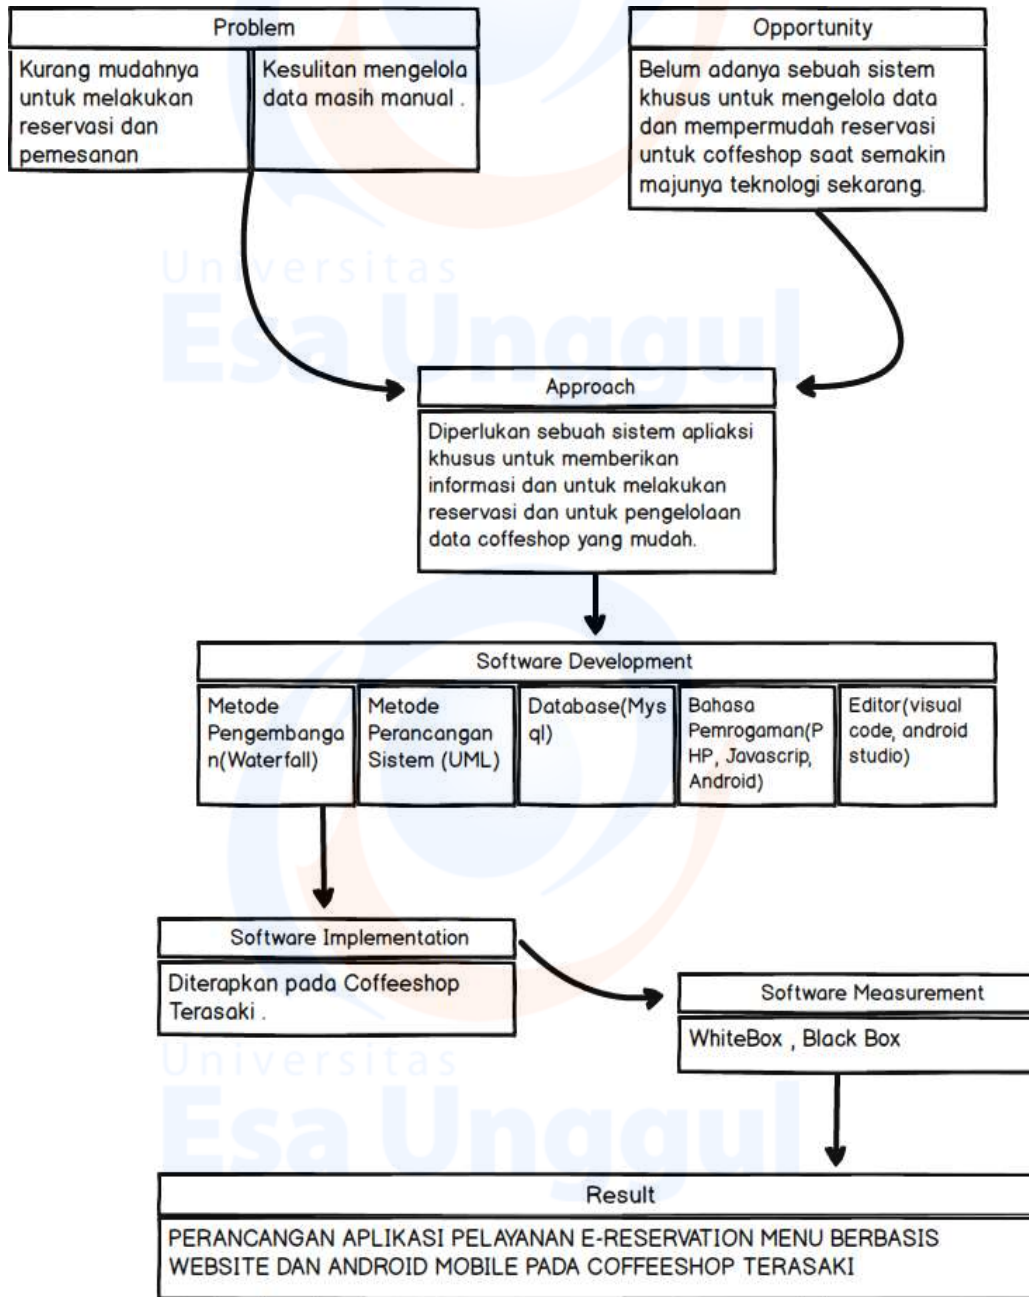 Problem
Kurang mudahnya
untuk melakukan
reservasi dan
pemesanan
Kesulitan mengelola
data masih manual .
Opportunity
Belum adanya sebuah sistem
khusus untuk mengelola data
dan mempermudah reservasi
untuk coffeshop saat semakin
majunya teknologi sekarang.
Universitas
Esa Unggul
Approach
Diperlukan sebuah sistem apliaksi
khusus untuk memberikan
informasi dan untuk melakukan
reservasi dan untuk pengelolaan
data coffeshop yang mudah.
Software Development
Metode
Pengembanga
n(Waterfall)
Metode
Perancangan
Sistem (UML)
Database(Mys
ql)
Bahasa
Pemrogaman(P
HP, Javascrip,
Android)
Editor(visual
code, android
studio)
Software Implementation
Diterapkan pada Coffeeshop
Terasaki .
Software Measurement
WhiteBox , Black Box
Universitas
Esa Unggul
Result
PERANCANGAN APLIKASI PELAYANAN E-RESERVATION MENU BERBASIS
WEBSITE DAN ANDROID MOBILE PADA COFFEESHOP TERASAKI